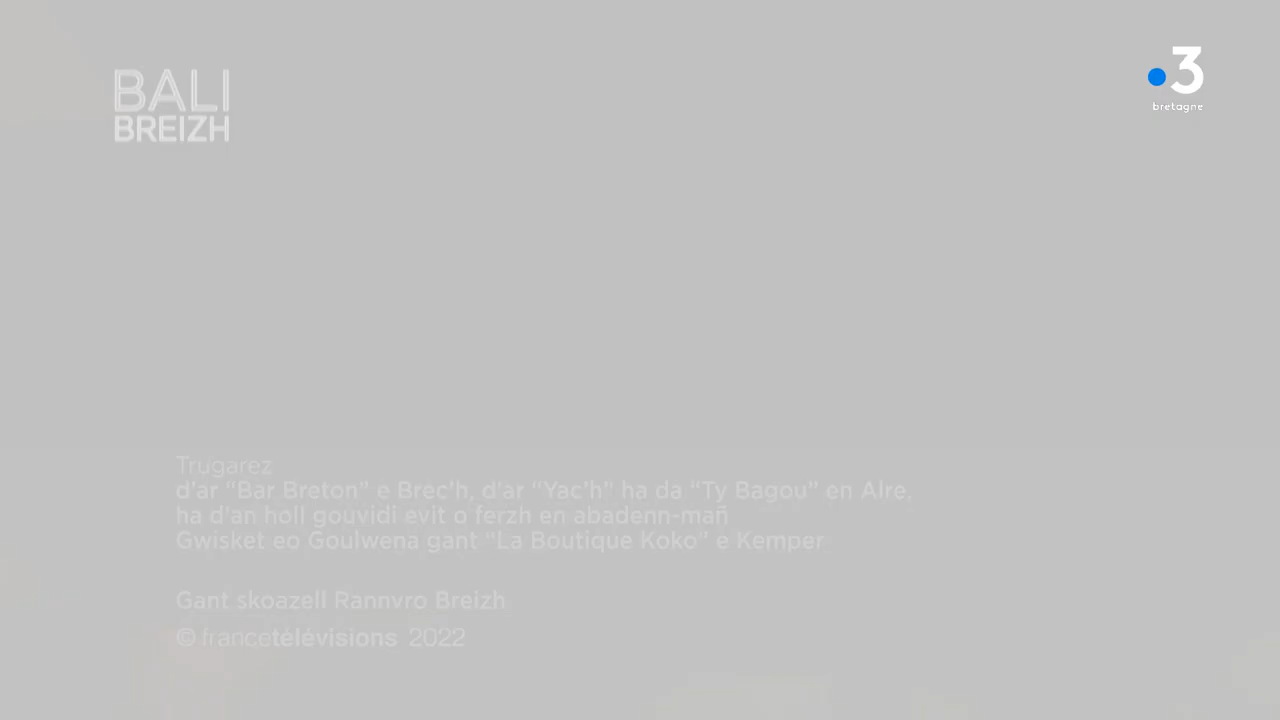 BALI
BREIZH
3
bretagne
Trugarez
d'ar “Bar Breton” e Brec'h, d'ar “Yac'h” ha da “Ty Bagou” en Alre,
ha d'an holl gouvidi evit o ferzh en abadenn-mañ
Gwisket eo Goulwena gant “La Boutique Koko” e Kemper
Gant skoazell Rannvro Breizh
© francetélévisions 2022